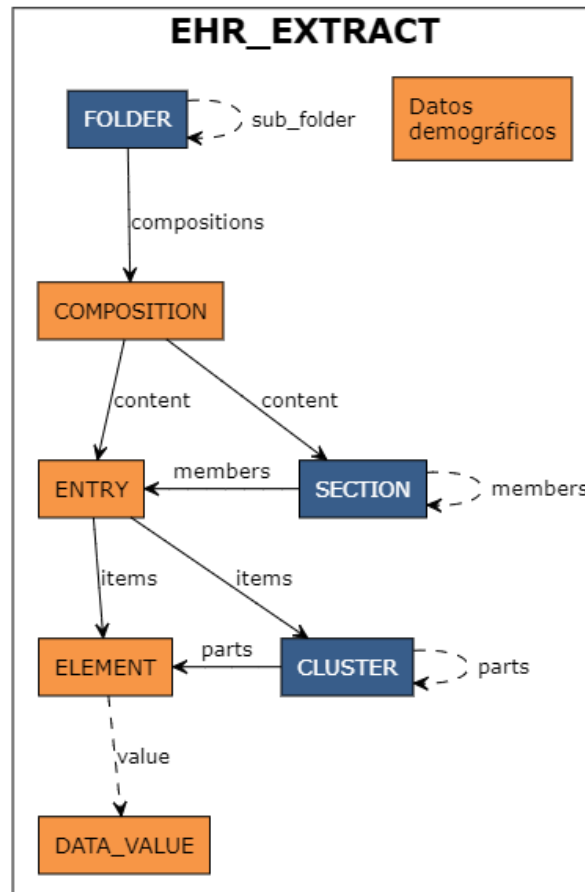 EHR_EXTRACT
FOLDER
sub_folder
Datos
demográficos
compositions
COMPOSITION
content
content
ENTRY
members
SECTION
members
items
items
ELEMENT
parts
CLUSTER
parts
value
DATA_VALUE